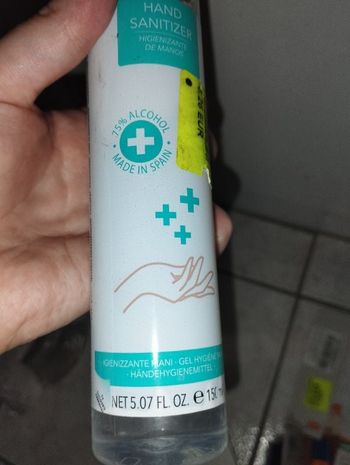 HAND
SANITIZER
HIGIENIZANTE
DE MANOS
75% ALCOHOL
MADE IN SPAIN
IGIENIZZANTE MANI · GEL HYGIÈNE
· HÄNDEHYGIENEMITTEL ·
NET 5.07 FL. OZ. ℮ 150